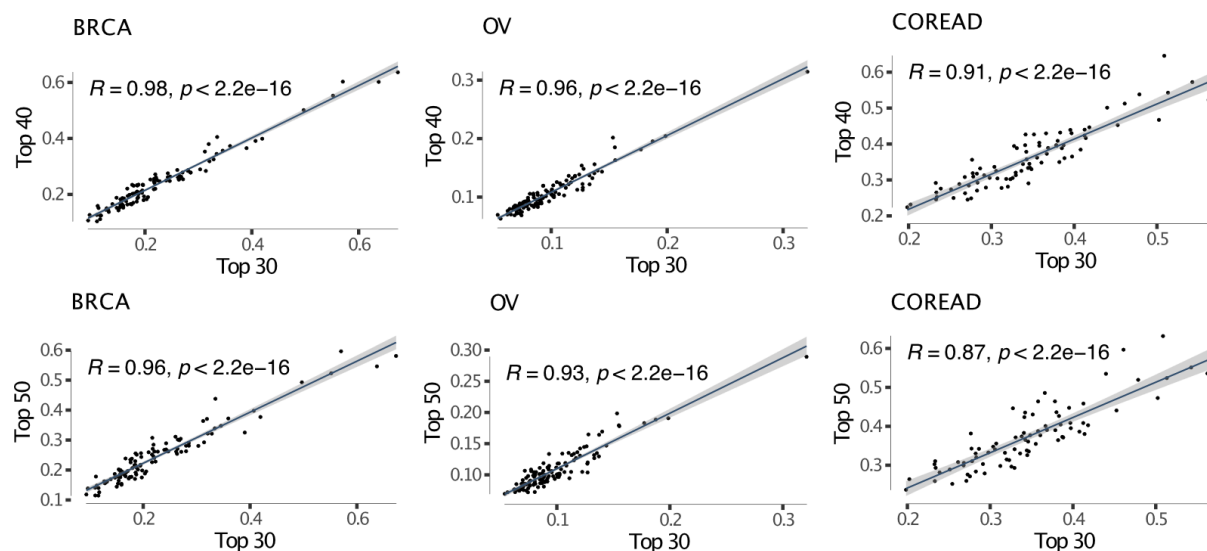 BRCA
R = 0.98, p < 2.2e−16
Top 40
0.6
0.4
0.2
0.2
0.4
0.6
Top 30
OV
R = 0.96, p < 2.2e−16
Top 40
0.3
0.2
0.1
0.1
0.2
0.3
Top 30
COREAD
R = 0.91, p < 2.2e−16
Top 40
0.6
0.5
0.4
0.3
0.2
0.2
0.3
0.4
0.5
Top 30
BRCA
R = 0.96, p < 2.2e−16
Top 50
0.6
0.5
0.4
0.3
0.2
0.1
0.2
0.4
0.6
Top 30
OV
R = 0.93, p < 2.2e−16
Top 50
0.30
0.25
0.20
0.15
0.10
0.1
0.2
0.3
Top 30
COREAD
R = 0.87, p < 2.2e−16
Top 50
0.6
0.5
0.4
0.3
0.2
0.3
0.4
0.5
Top 30